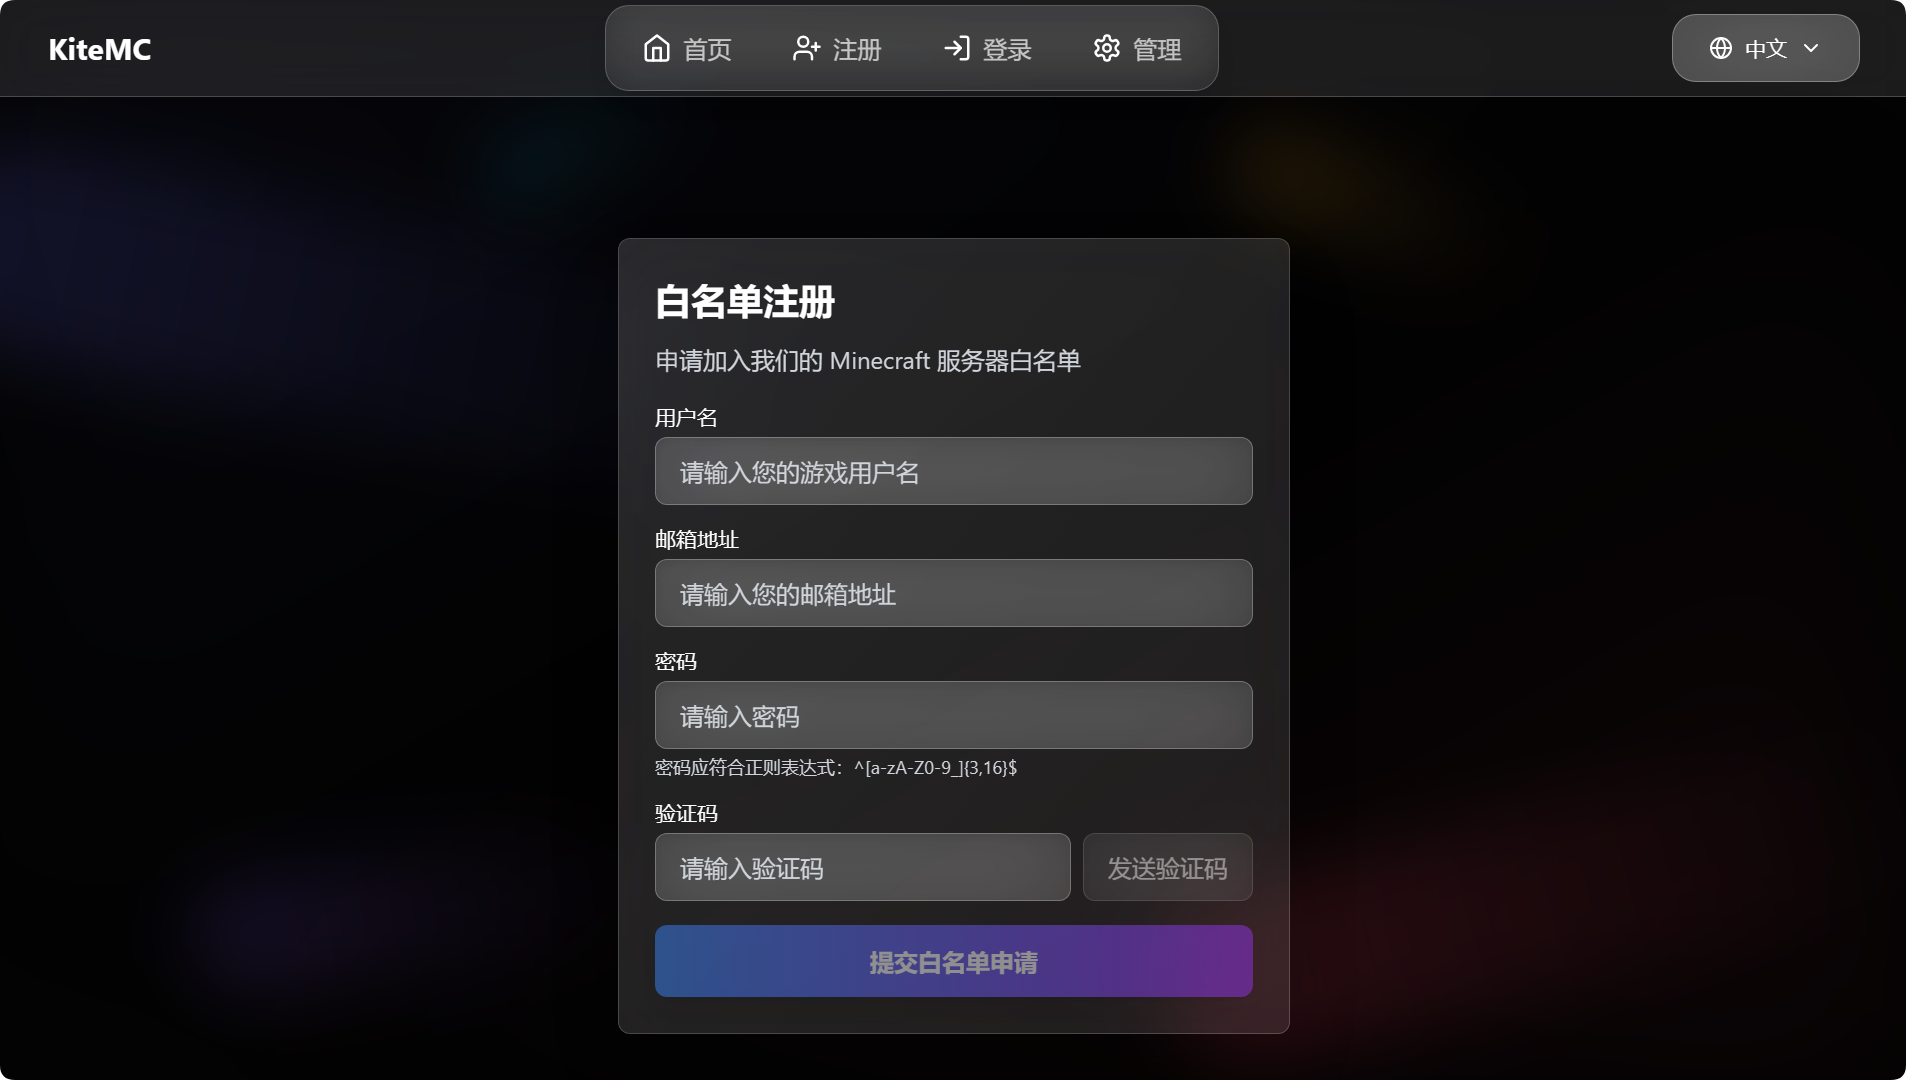 KiteMC
首页
注册
登录
管理
中文
白名单注册
申请加入我们的 Minecraft 服务器白名单
用户名
请输入您的游戏用户名
邮箱地址
请输入您的邮箱地址
密码
请输入密码
密码应符合正则表达式：^[a-zA-Z0-9_]{3,16}$
验证码
请输入验证码
发送验证码
提交白名单申请